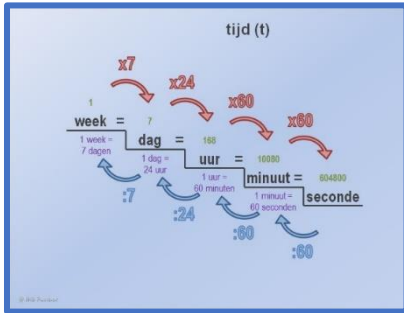 tijd (t)
x7
x24
x60
x60
1
week =
7
dag =
168
uur =
10080
minuut =
604800
seconde
1 week =
7 dagen
1 dag =
24 uur
1 uur =
60 minuten
1 minuut =
60 seconden
:7
:24
:60
:60